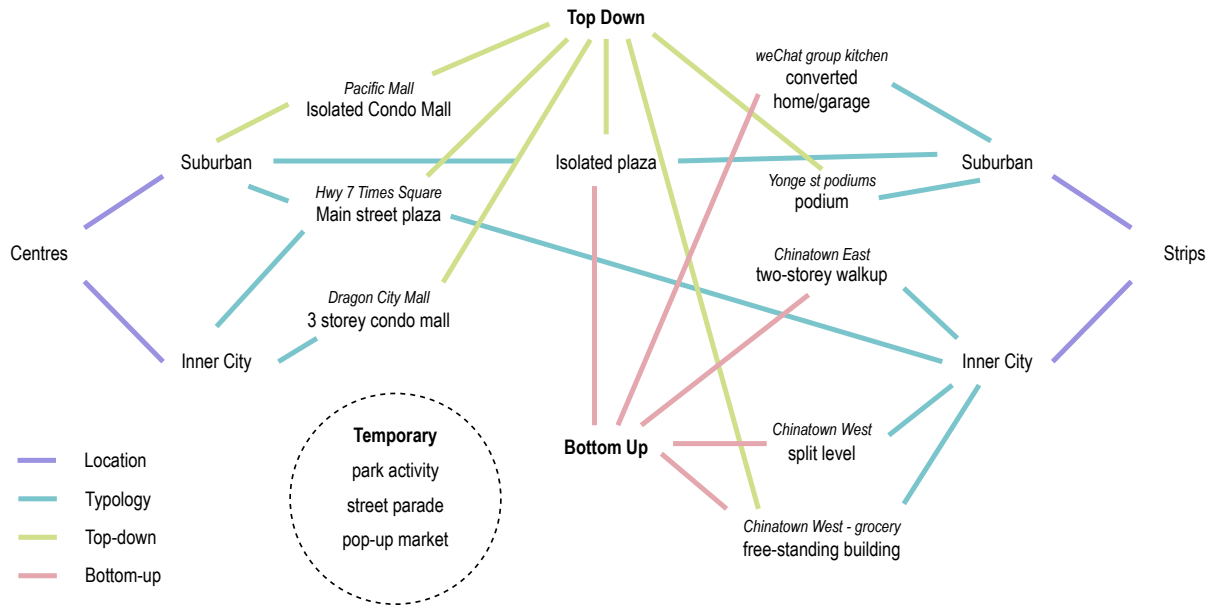 Top Down
weChat group kitchen
converted
home/garage
Pacific Mall
Isolated Condo Mall
Suburban
Isolated plaza
Suburban
Yonge st podiums
podium
Hwy 7 Times Square
Main street plaza
Centres
Chinatown East
two-storey walkup
Strips
Dragon City Mall
3 storey condo mall
Inner City
Inner City
Temporary
park activity
street parade
pop-up market
Bottom Up
Chinatown West
split level
Chinatown West - grocery
free-standing building
Location
Typology
Top-down
Bottom-up